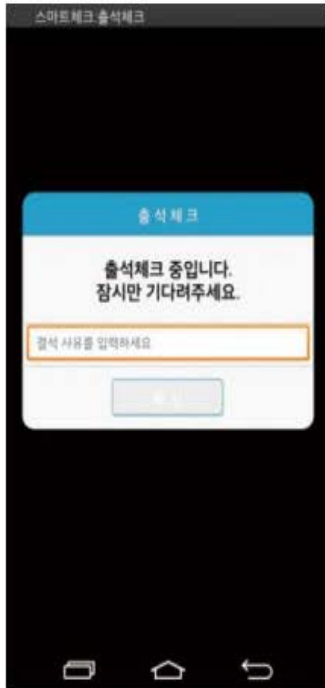 스마트체크 출석체크
출석체크
출석체크 중입니다.
잠시만 기다려주세요.
결석 사유를 입력하세요